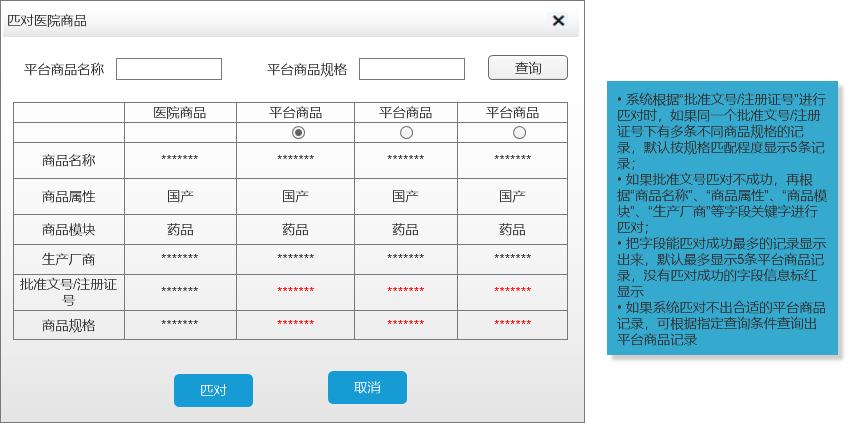 匹对医院商品
平台商品名称
平台商品规格
查询
医院商品 平台商品 平台商品 平台商品
商品名称 ******* ******* ******* *******
商品属性 国产 国产 国产 国产
商品模块 药品 药品 药品 药品
生产厂商 ******* ******* ******* *******
批准文号/注册证
号 ******* ******* ******* *******
商品规格 ******* ******* ******* *******
匹对
取消
• 系统根据“批准文号/注册证号”进行
匹对时，如果同一个批准文号/注册
证号下有多条不同商品规格的记
录，默认按规格匹配程度显示5条记
录；
• 如果批准文号匹对不成功，再根
据“商品名称”、“商品属性”、“商品模
块”、“生产厂商”等字段关键字进行
匹对；
• 把字段能匹对成功最多的记录显示
出来，默认最多显示5条平台商品记
录，没有匹对成功的字段信息标红
显示
• 如果系统匹对不出合适的平台商品
记录，可根据指定查询条件查询出
平台商品记录